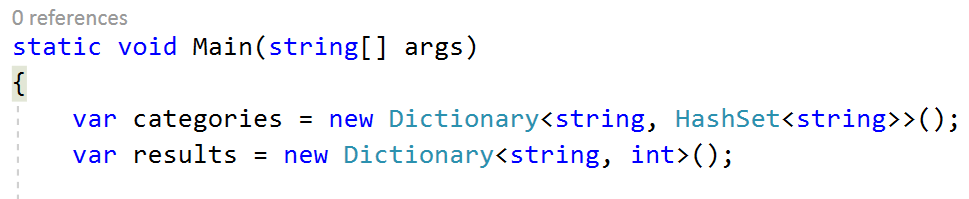 0 references
static void Main(string[] args)
{
    var categories = new Dictionary<string, HashSet<string>>();
    var results = new Dictionary<string, int>();